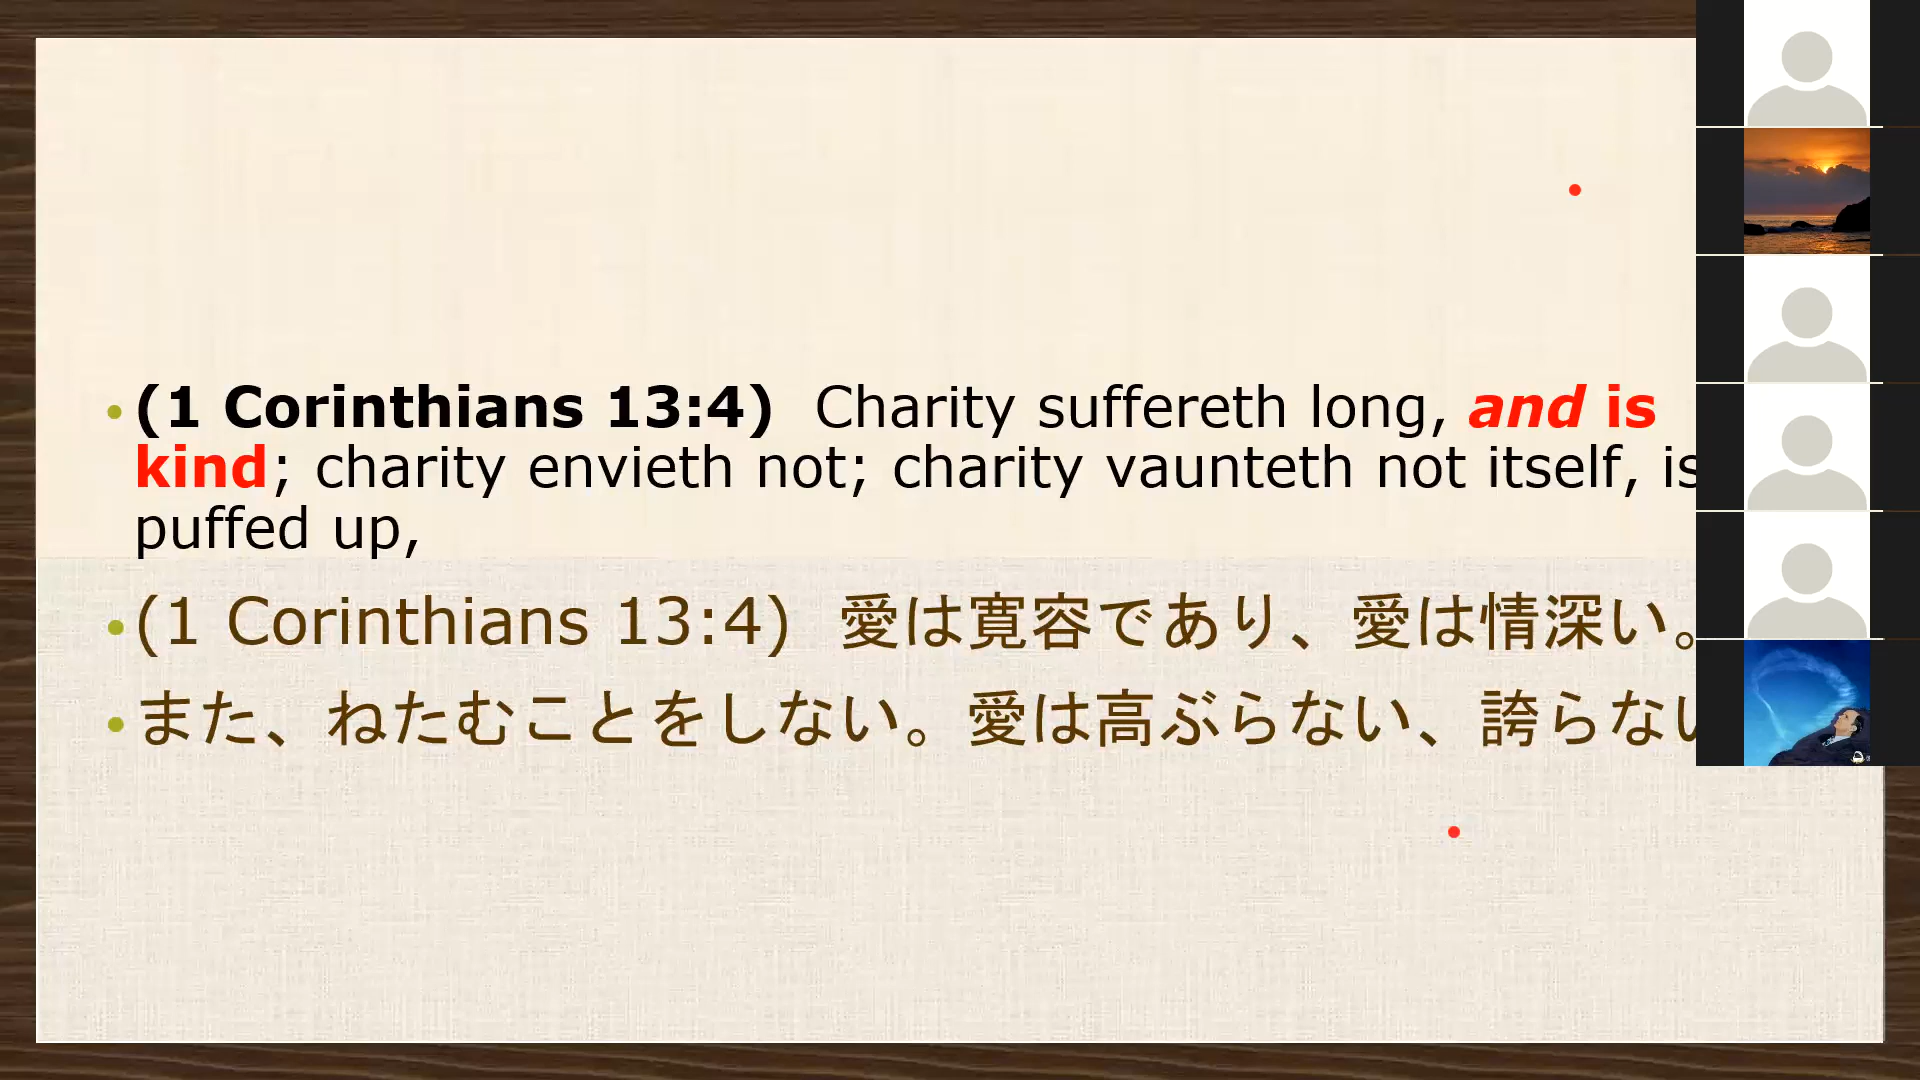 (1 Corinthians 13:4) Charity suffereth long, and is
kind; charity envieth not; charity vaunteth not itself, is
puffed up,
(1 Corinthians 13:4) 愛は寛容であり、愛は情深い。
また、ねたむことをしない。愛は高ぶらない、誇らない